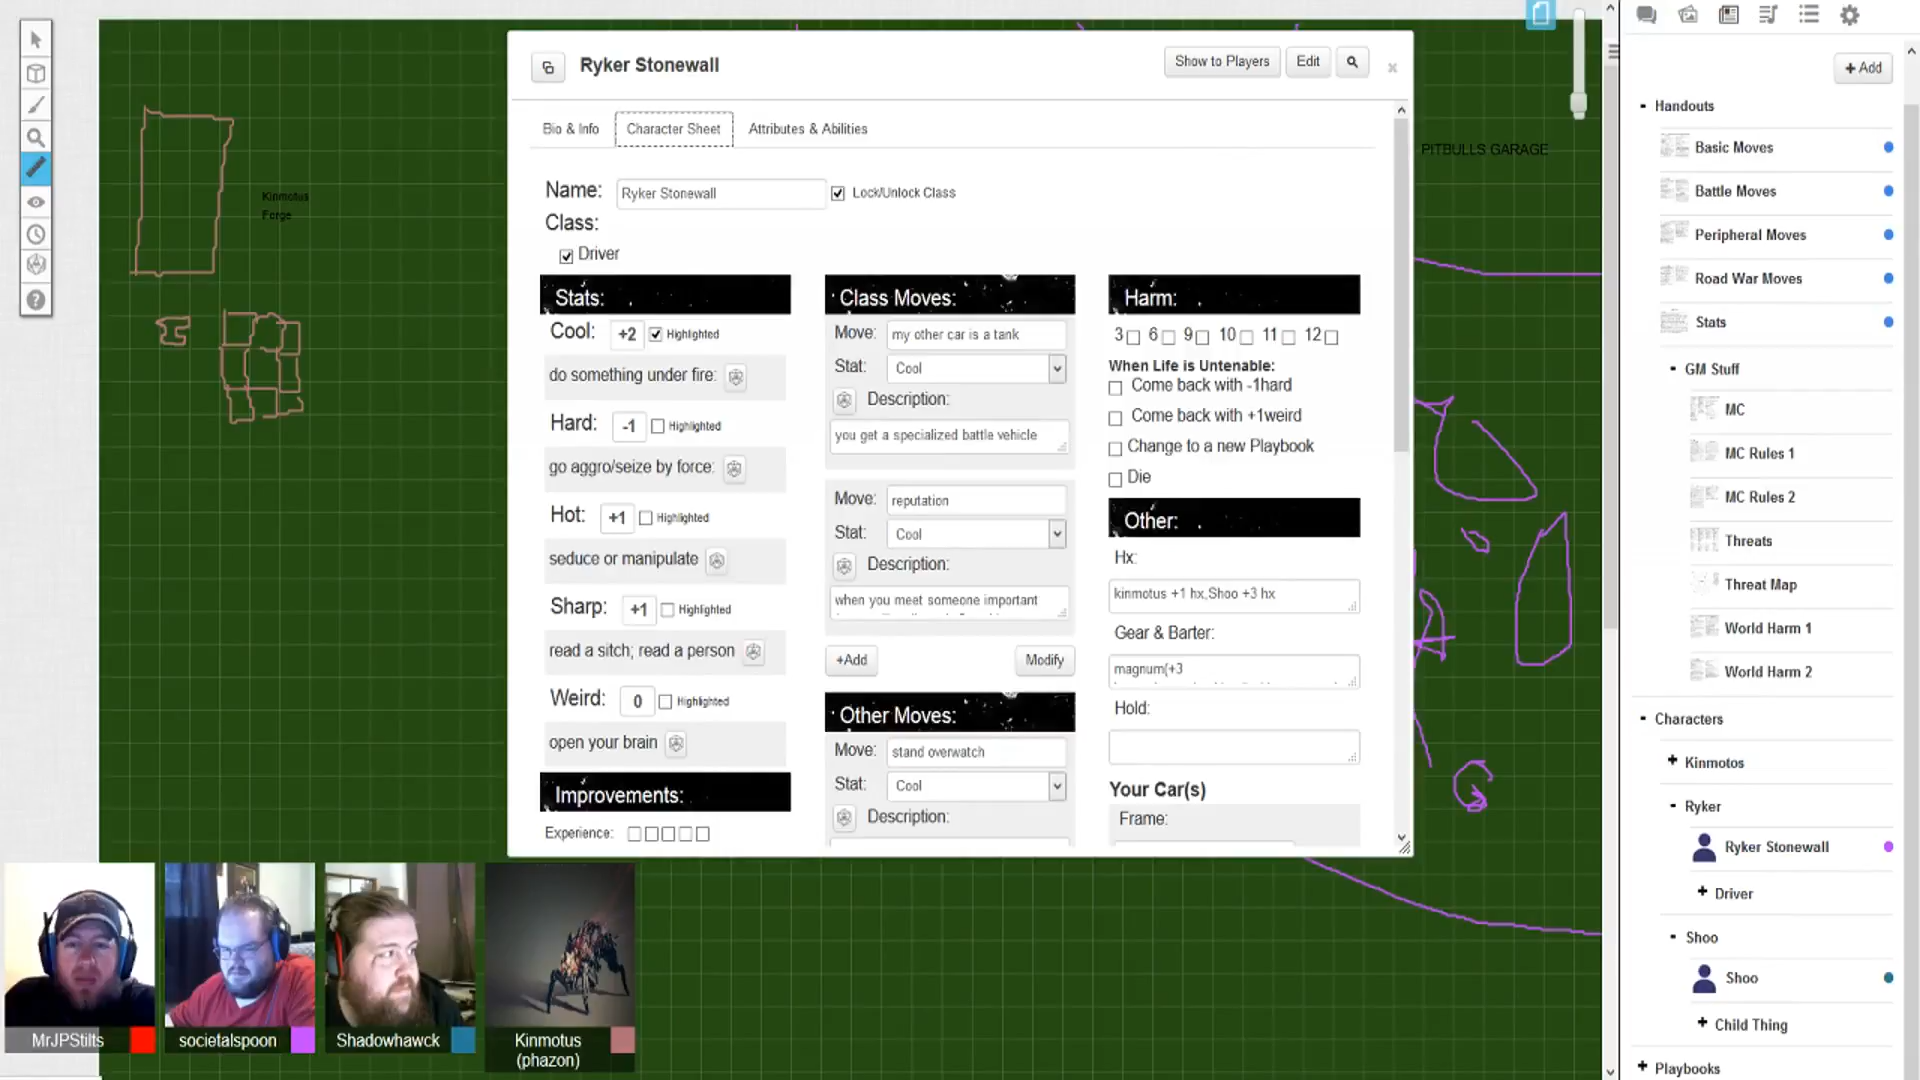 Ryker Stonewall
Show to Players
Edit
Bio & Info
Character Sheet
Attributes & Abilities
Name: Ryker Stonewall Lock/Unlock Class
Class:
Driver
Stats:
Cool: +2 Highlighted
do something under fire:
Hard: -1 Highlighted
go aggro/seize by force:
Hot: +1 Highlighted
seduce or manipulate
Sharp: +1 Highlighted
read a sitch; read a person
Weird: 0 Highlighted
open your brain
Improvements:
Experience:
Class Moves:
Move: my other car is a tank
Stat: Cool
Description:
you get a specialized battle vehicle
Move: reputation
Stat: Cool
Description:
when you meet someone important
+Add
Modify
Other Moves:
Move: stand overwatch
Stat: Cool
Description:
Harm:
3 6 9 10 11 12
When Life is Untenable:
Come back with -1hard
Come back with +1weird
Change to a new Playbook
Die
Other:
Hx:
kinmotus +1 hx,Shoo +3 hx
Gear & Barter:
magnum(+3
Hold:
Your Car(s)
Frame:
Kinmotus
Forge
PITBULLS GARAGE
+ Add
Handouts
Basic Moves
Battle Moves
Peripheral Moves
Road War Moves
Stats
GM Stuff
MC
MC Rules 1
MC Rules 2
Threats
Threat Map
World Harm 1
World Harm 2
Characters
Kinmotos
Ryker
Ryker Stonewall
Driver
Shoo
Shoo
Child Thing
Playbooks
MrJPStilts
societalspoon
Shadowhawck
Kinmotus
(phazon)